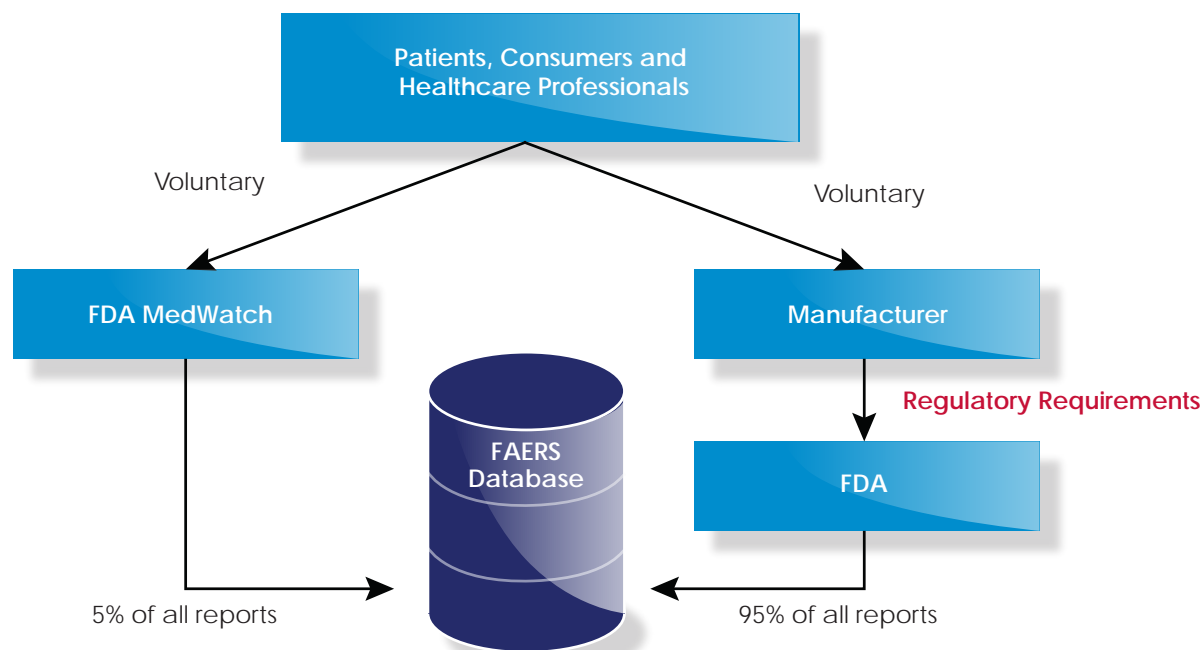 Patients, Consumers and
Healthcare Professionals
Voluntary
Voluntary
FDA MedWatch
Manufacturer
Regulatory Requirements
FAERS
Database
FDA
5% of all reports
95% of all reports